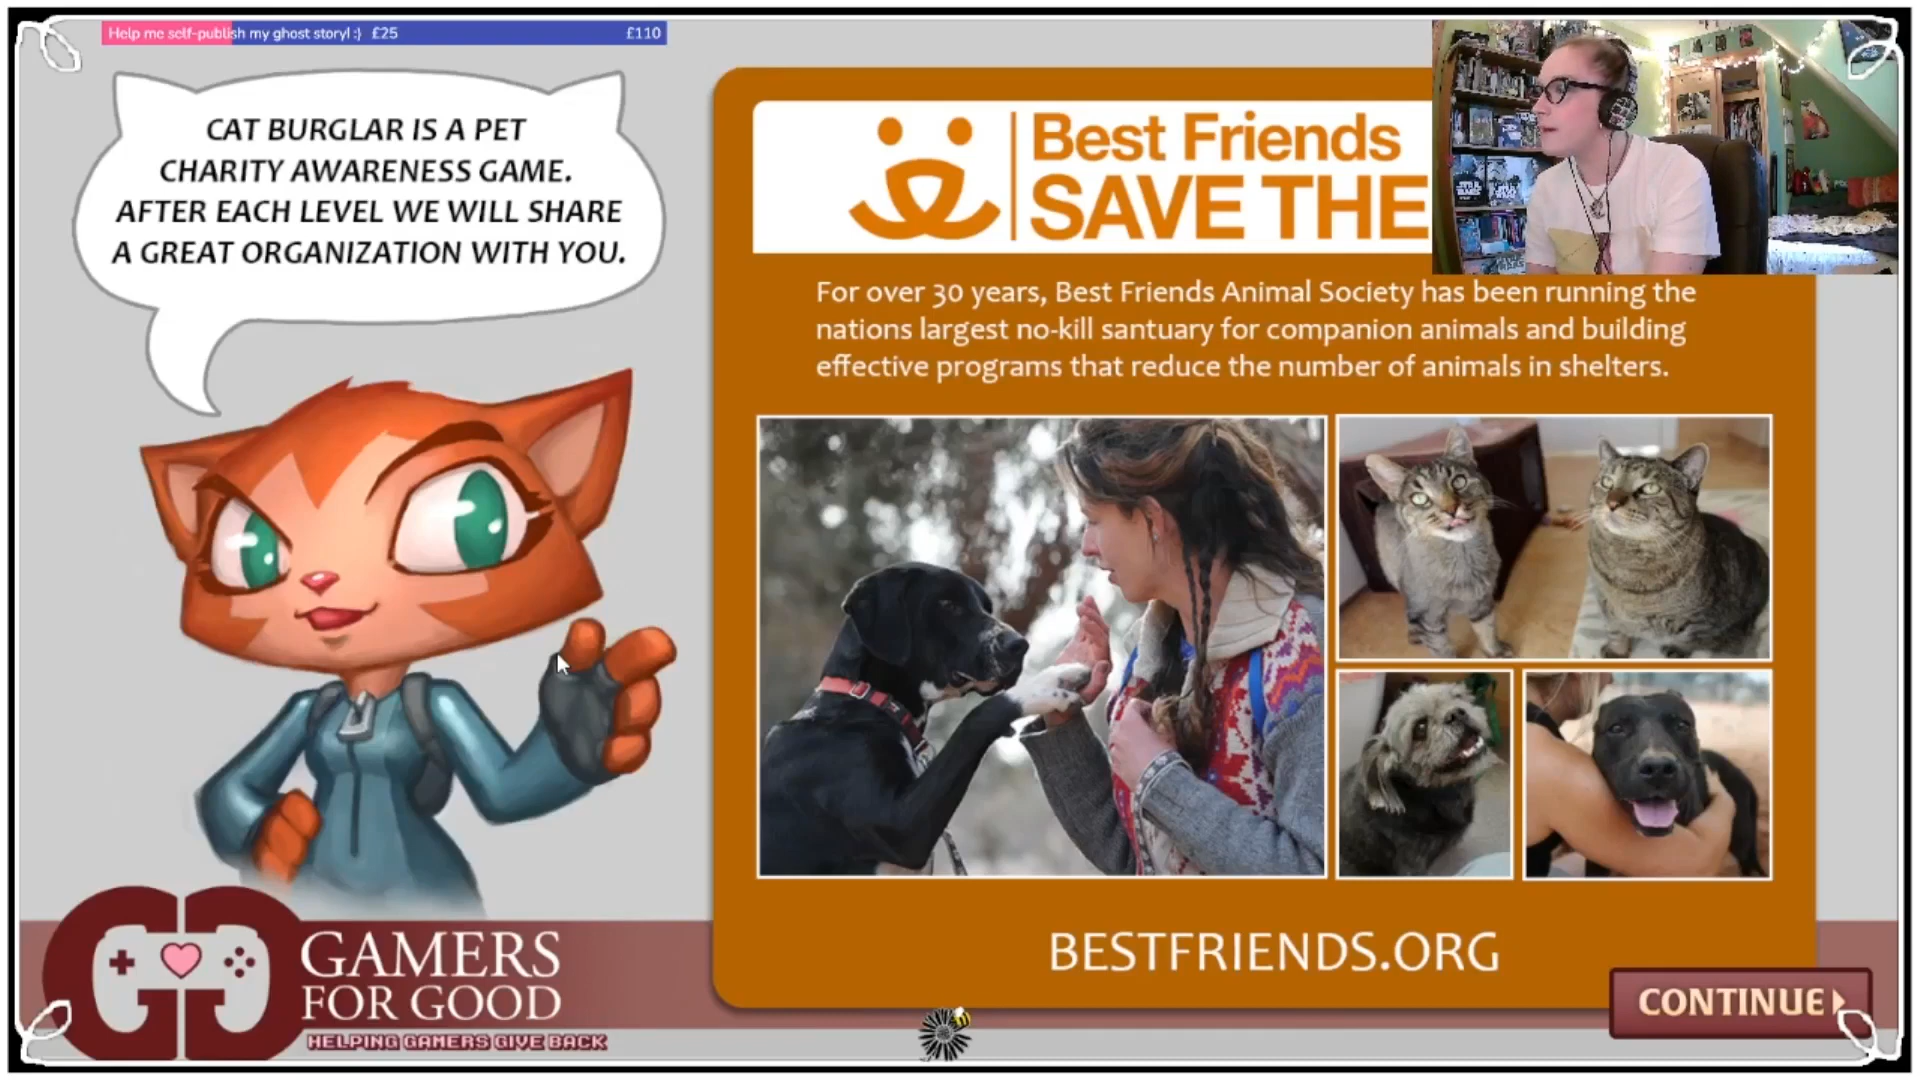 Help me self-publish my ghost story! :) £25 £110
CAT BURGLAR IS A PET
CHARITY AWARENESS GAME.
AFTER EACH LEVEL WE WILL SHARE
A GREAT ORGANIZATION WITH YOU.
Best Friends
SAVE THE
For over 30 years, Best Friends Animal Society has been running the
nations largest no-kill santuary for companion animals and building
effective programs that reduce the number of animals in shelters.
BESTFRIENDS.ORG
GAMERS
FOR GOOD
HELPING GAMERS GIVE BACK
CONTINUE